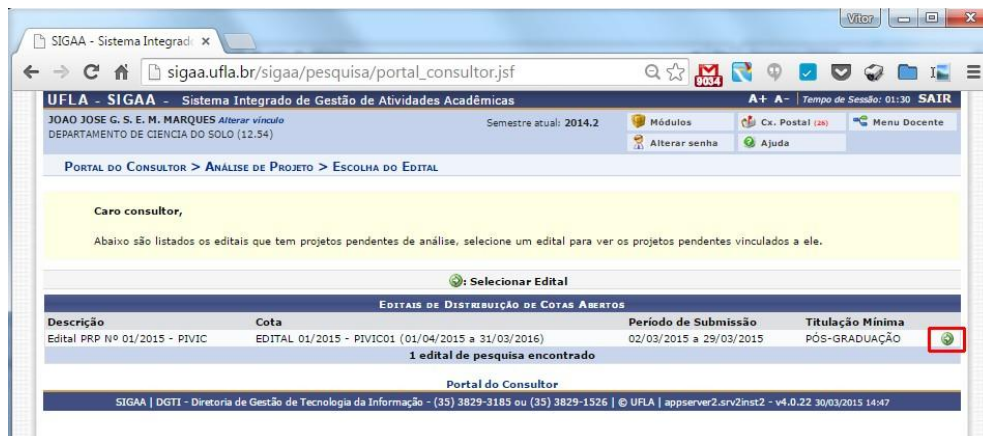 Vitor
SIGAA - Sistema Integrad
sigaa.ufla.br/sigaa/pesquisa/portal_consultor.jsf
9034
UFLA - SIGAA - Sistema Integrado de Gestão de Atividades Acadêmicas
A+ A- | Tempo de Sessão: 01:30 SAIR
JOAO JOSE G. S. E. M. MARQUES Alterar vínculo
Semestre atual: 2014.2
Módulos
Cx. Postal (26)
Menu Docente
DEPARTAMENTO DE CIENCIA DO SOLO (12.54)
Alterar senha
Ajuda
PORTAL DO CONSULTOR > ANÁLISE DE PROJETO > ESCOLHA DO EDITAL
Caro consultor,
Abaixo são listados os editais que tem projetos pendentes de análise, selecione um edital para ver os projetos pendentes vinculados a ele.
: Selecionar Edital
EDITAIS DE DISTRIBUIÇÃO DE COTAS ABERTOS
Descrição Cota Período de Submissão Titulação Mínima
Edital PRP Nº 01/2015 - PIVIC EDITAL 01/2015 - PIVIC01 (01/04/2015 a 31/03/2016) 02/03/2015 a 29/03/2015 PÓS-GRADUAÇÃO
1 edital de pesquisa encontrado
Portal do Consultor
SIGAA | DGTI - Diretoria de Gestão de Tecnologia da Informação - (35) 3829-3185 ou (35) 3829-1526 | © UFLA | appserver2.srv2inst2 - v4.0.22 30/03/2015 14:47